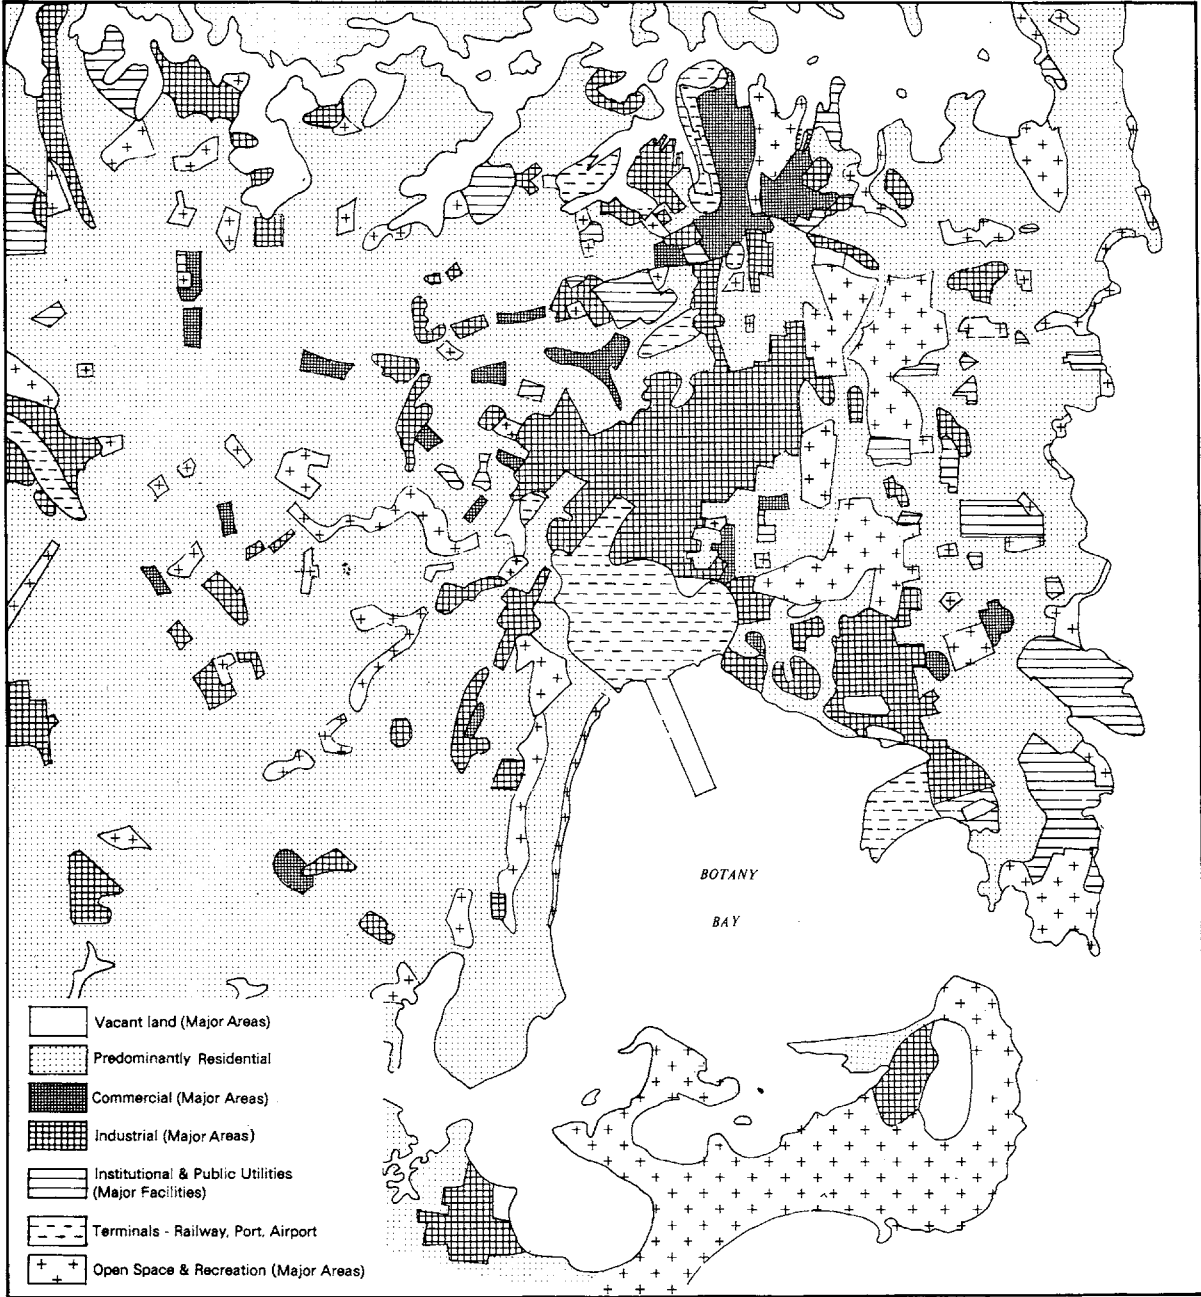 BOTANY
BAY
Vacant land (Major Areas)
Predominantly Residential
Commercial (Major Areas)
Industrial (Major Areas)
Institutional & Public Utilities
(Major Facilities)
Terminals - Railway, Port, Airport
Open Space & Recreation (Major Areas)